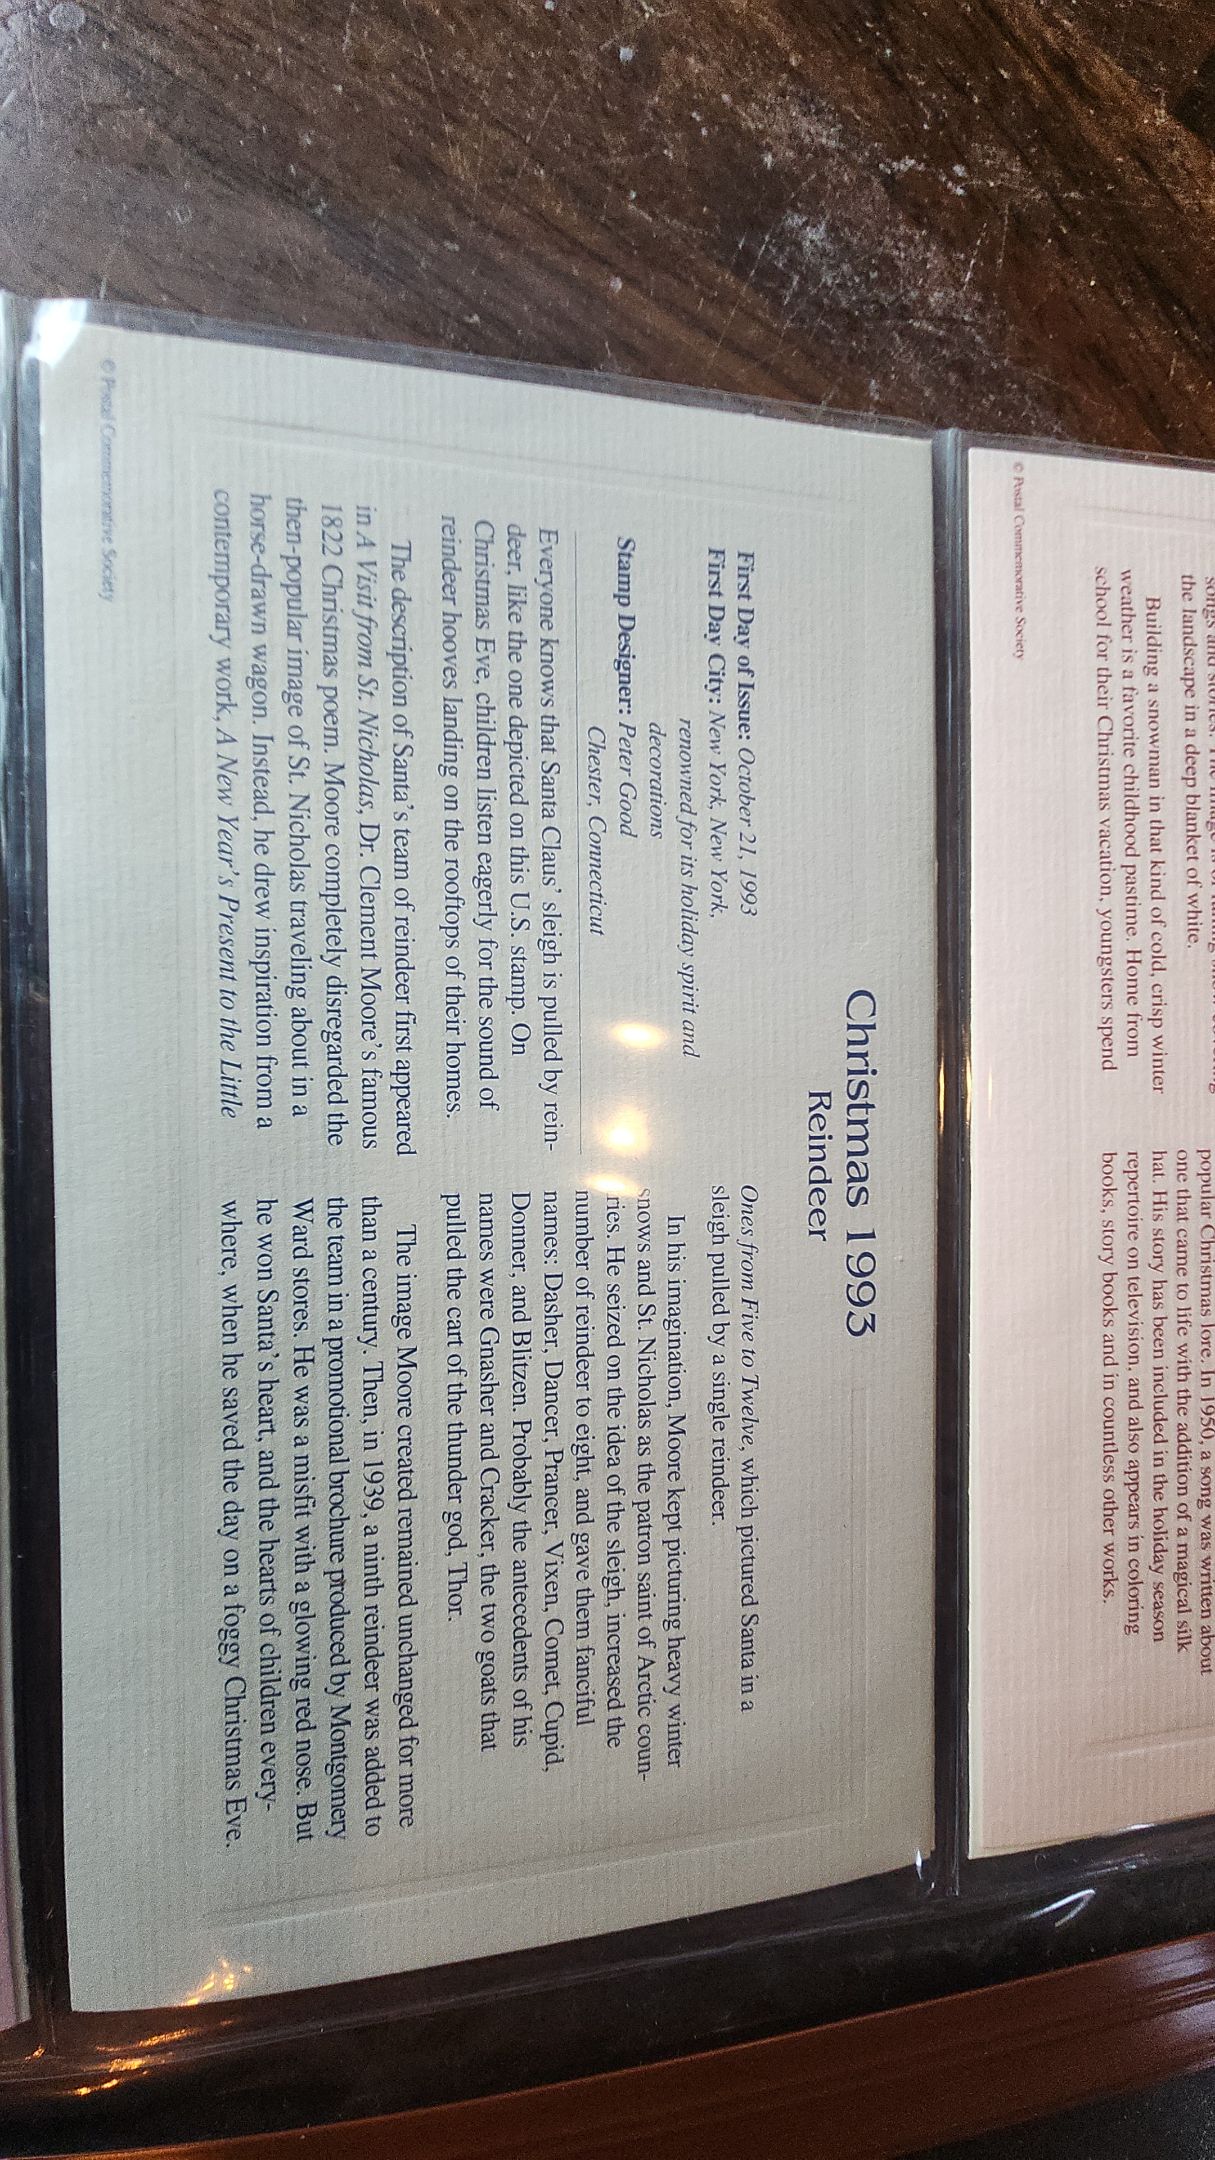 songs and stories. The image is of
the landscape in a deep blanket of white.
Building a snowman in that kind of cold, crisp winter
weather is a favorite childhood pastime. Home from
school for their Christmas vacation, youngsters spend
popular Christmas lore. In 1950, a song was written about
one that came to life with the addition of a magical silk
hat. His story has been included in the holiday season
repertoire on television, and also appears in coloring
books, story books and in countless other works.
© Postal Commemorative Society
Christmas 1993
Reindeer
First Day of Issue: October 21, 1993
First Day City: New York, New York,
renowned for its holiday spirit and
decorations
Stamp Designer: Peter Good
Chester, Connecticut
Everyone knows that Santa Claus' sleigh is pulled by rein-
deer, like the one depicted on this U.S. stamp. On
Christmas Eve, children listen eagerly for the sound of
reindeer hooves landing on the rooftops of their homes.
The description of Santa's team of reindeer first appeared
in A Visit from St. Nicholas, Dr. Clement Moore's famous
1822 Christmas poem. Moore completely disregarded the
then-popular image of St. Nicholas traveling about in a
horse-drawn wagon. Instead, he drew inspiration from a
contemporary work, A New Year's Present to the Little
Ones from Five to Twelve, which pictured Santa in a
sleigh pulled by a single reindeer.
In his imagination, Moore kept picturing heavy winter
snows and St. Nicholas as the patron saint of Arctic coun-
ries. He seized on the idea of the sleigh, increased the
number of reindeer to eight, and gave them fanciful
names: Dasher, Dancer, Prancer, Vixen, Comet, Cupid,
Donner, and Blitzen. Probably the antecedents of his
names were Gnasher and Cracker, the two goats that
pulled the cart of the thunder god, Thor.
The image Moore created remained unchanged for more
than a century. Then, in 1939, a ninth reindeer was added to
the team in a promotional brochure produced by Montgomery
Ward stores. He was a misfit with a glowing red nose. But
he won Santa's heart, and the hearts of children every-
where, when he saved the day on a foggy Christmas Eve.
© Postal Commemorative Society